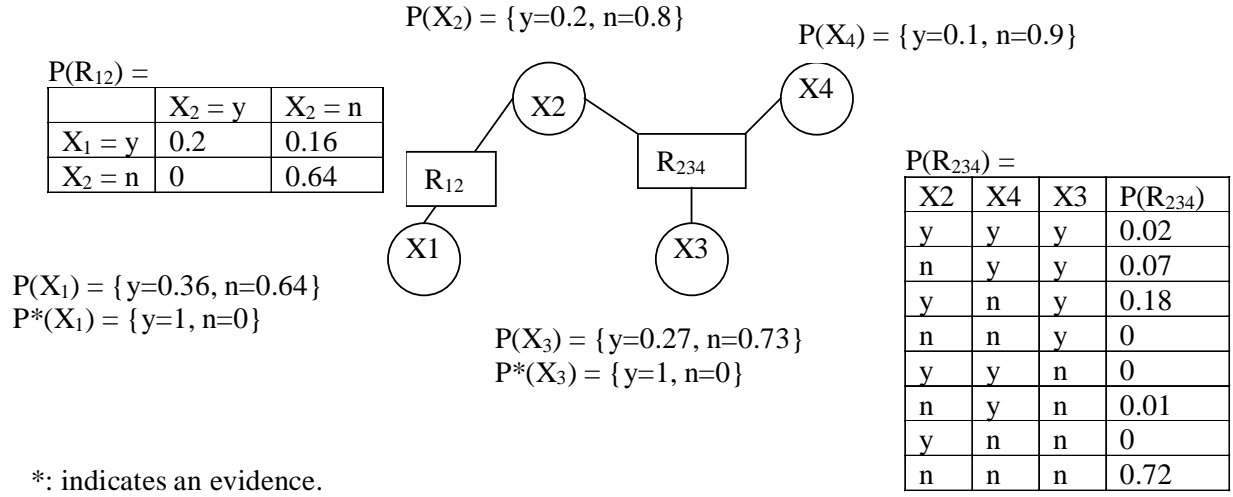 P(X₂) = {y=0.2, n=0.8}
P(X₄) = {y=0.1, n=0.9}
P(R₁₂) =
X₂ = y X₂ = n
X₁ = y 0.2 0.16
X₂ = n 0 0.64
X2
X4
R₁₂
R₂₃₄
X1
X3
P(X₁) = {y=0.36, n=0.64}
P*(X₁) = {y=1, n=0}
P(X₃) = {y=0.27, n=0.73}
P*(X₃) = {y=1, n=0}
P(R₂₃₄) =
X2 X4 X3 P(R₂₃₄)
y y y 0.02
n y y 0.07
y n y 0.18
n n y 0
y y n 0
n y n 0.01
y n n 0
n n n 0.72
*: indicates an evidence.